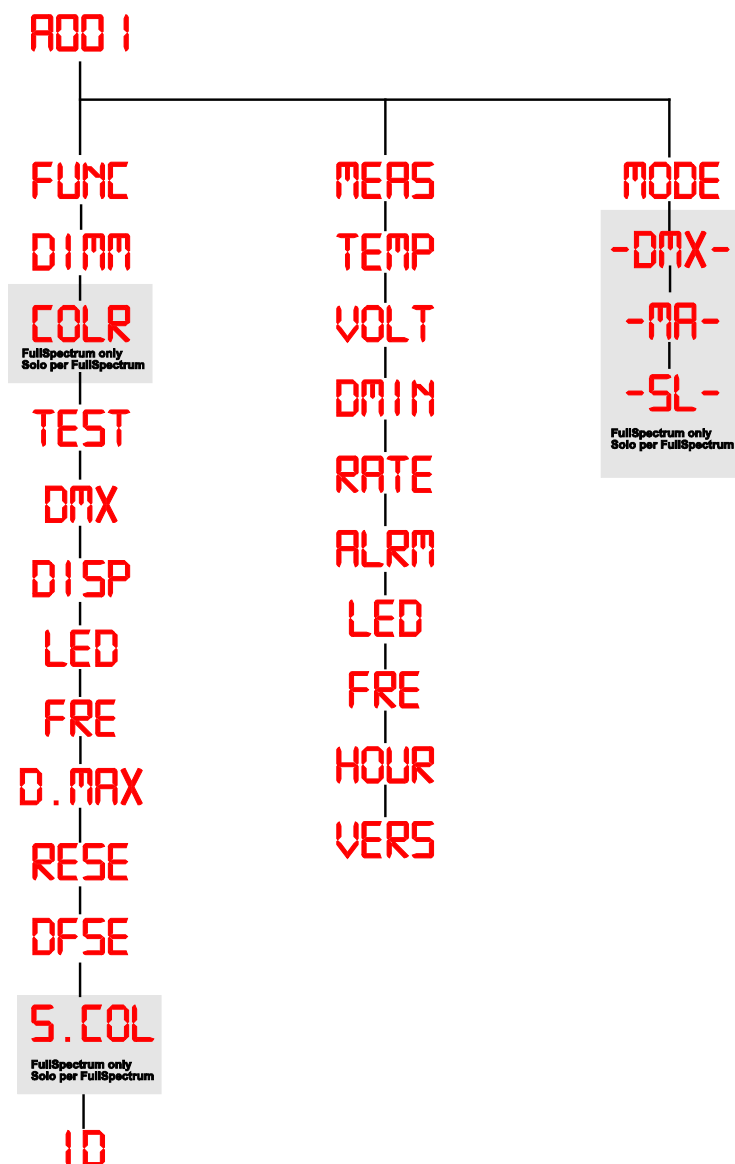 A001
FUNC
DIMM
COLR
FullSpectrum only
Solo per FullSpectrum
TEST
DMX
DISP
LED
FRE
D.MAX
RESE
DFSE
S.COL
FullSpectrum only
Solo per FullSpectrum
ID
MEAS
TEMP
VOLT
DMIN
RATE
ALRM
LED
FRE
HOUR
VERS
MODE
-DMX-
-MA-
-SL-
FullSpectrum only
Solo per FullSpectrum